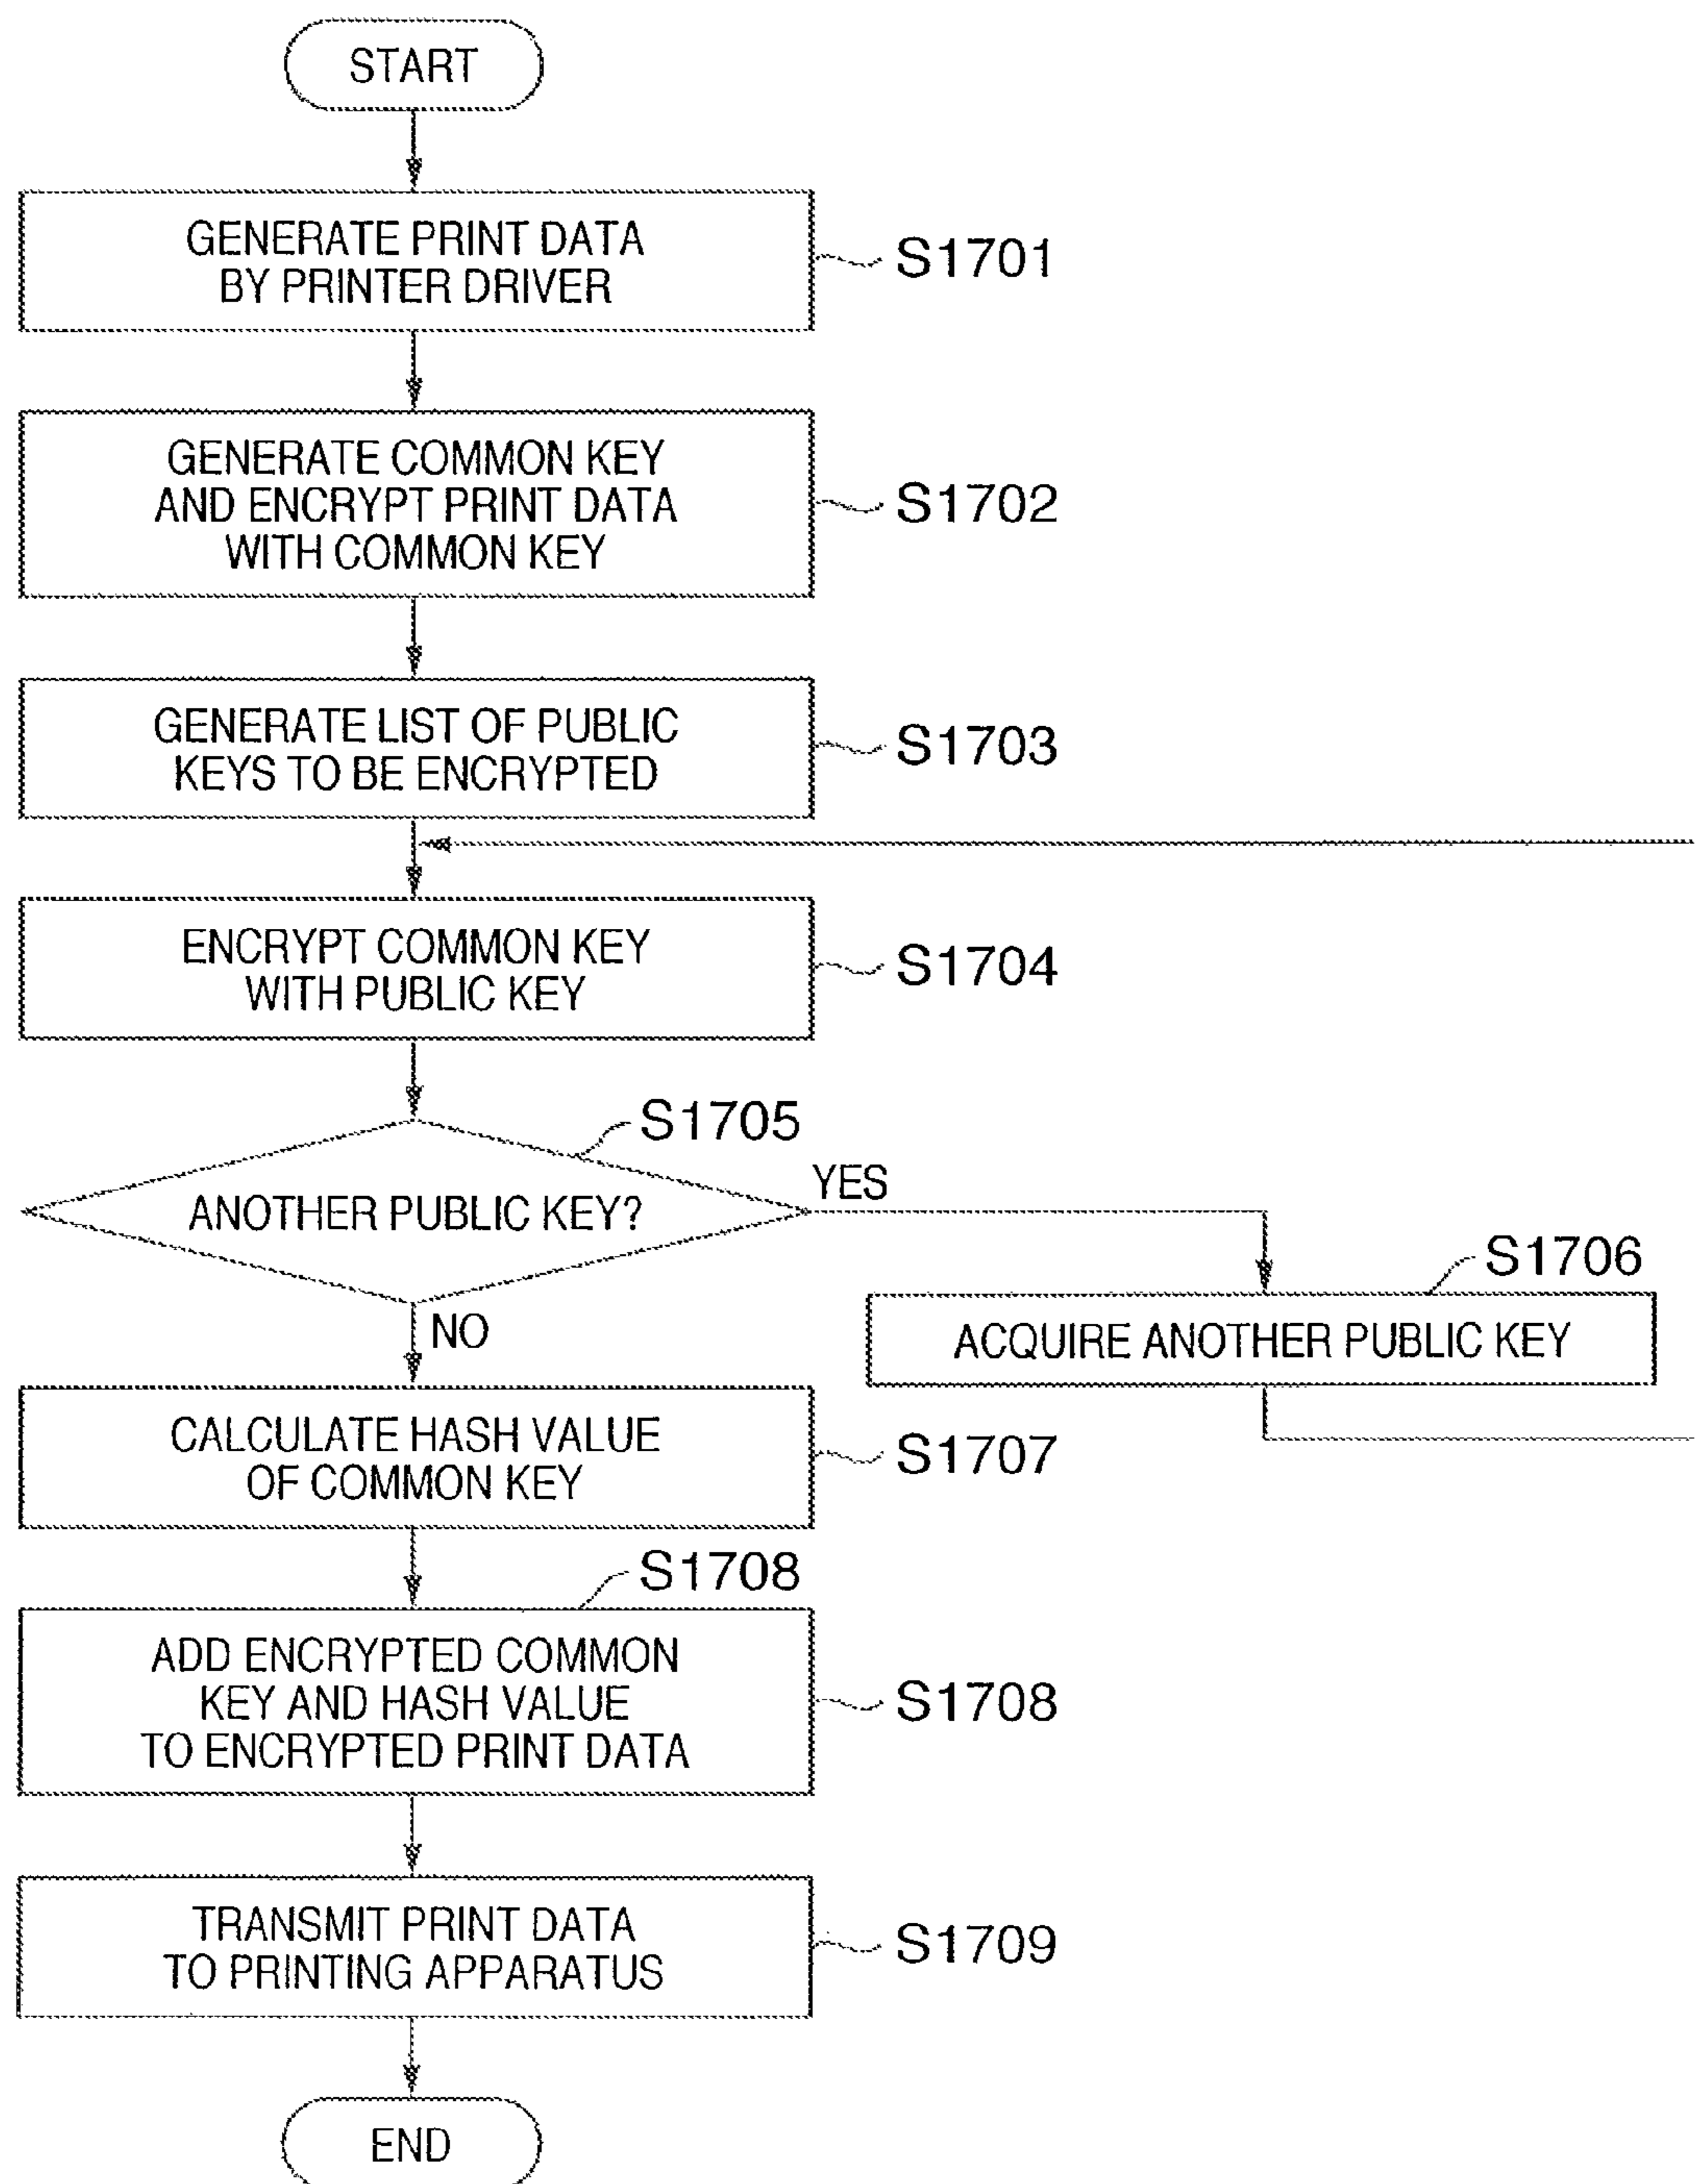 START
GENERATE PRINT DATA
BY PRINTER DRIVER
S1701
GENERATE COMMON KEY
AND ENCRYPT PRINT DATA
WITH COMMON KEY
S1702
GENERATE LIST OF PUBLIC
KEYS TO BE ENCRYPTED
S1703
ENCRYPT COMMON KEY
WITH PUBLIC KEY
S1704
S1705
ANOTHER PUBLIC KEY?
YES
NO
S1706
ACQUIRE ANOTHER PUBLIC KEY
CALCULATE HASH VALUE
OF COMMON KEY
S1707
S1708
ADD ENCRYPTED COMMON
KEY AND HASH VALUE
TO ENCRYPTED PRINT DATA
S1708
TRANSMIT PRINT DATA
TO PRINTING APPARATUS
S1709
END